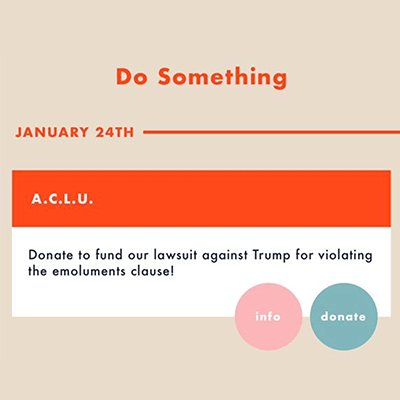 Do Something
JANUARY 24TH
A.C.L.U.
Donate to fund our lawsuit against Trump for violating
the emoluments clause!
info
donate